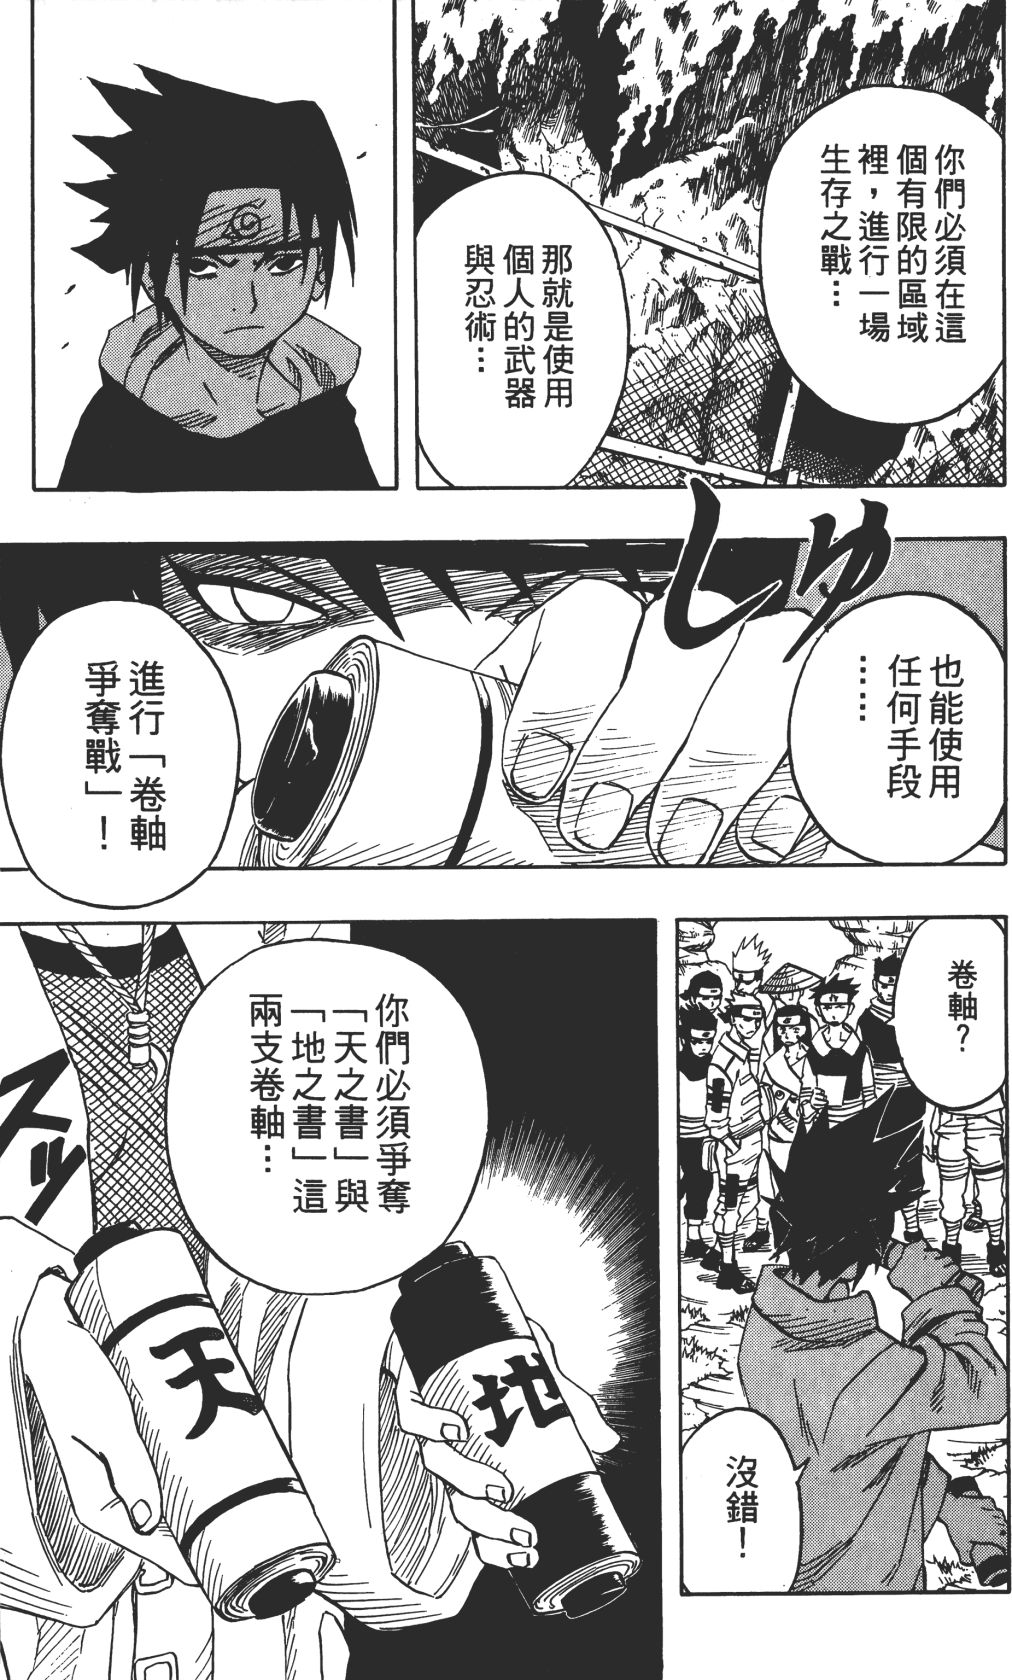 你們必須在這
個有限的區域
裡，進行一場
生存之戰…
那就是使用
個人的武器
與忍術…
しゅ
也能使用
任何手段
……
進行「卷軸
爭奪戰」！
卷軸？
沒錯！
你們必須爭奪
「天之書」與
「地之書」這
兩支卷軸…
スッ
天
地